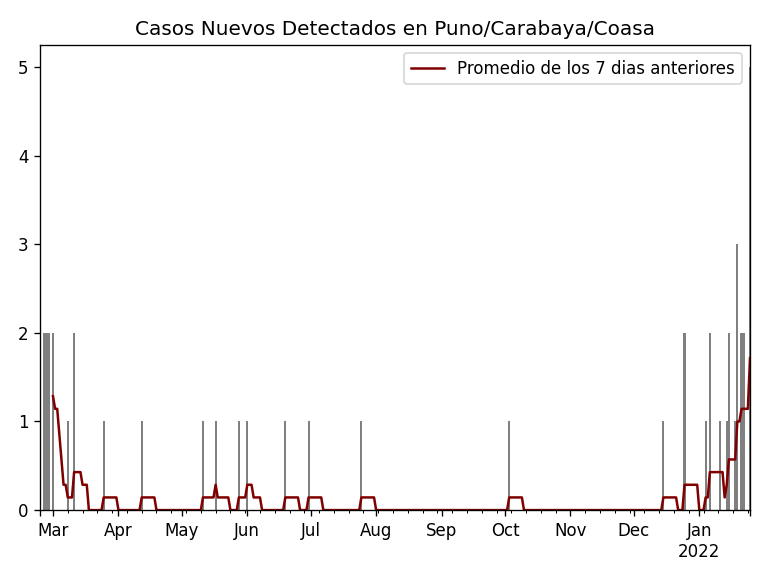 Casos Nuevos Detectados en Puno/Carabaya/Coasa
Promedio de los 7 dias anteriores
5
4
3
2
1
0
Mar Apr May Jun Jul Aug Sep Oct Nov Dec Jan
2022